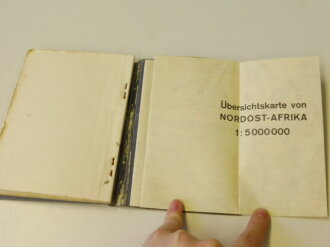 Übersichtskarte von
NORDOST-AFRIKA
1:5000000